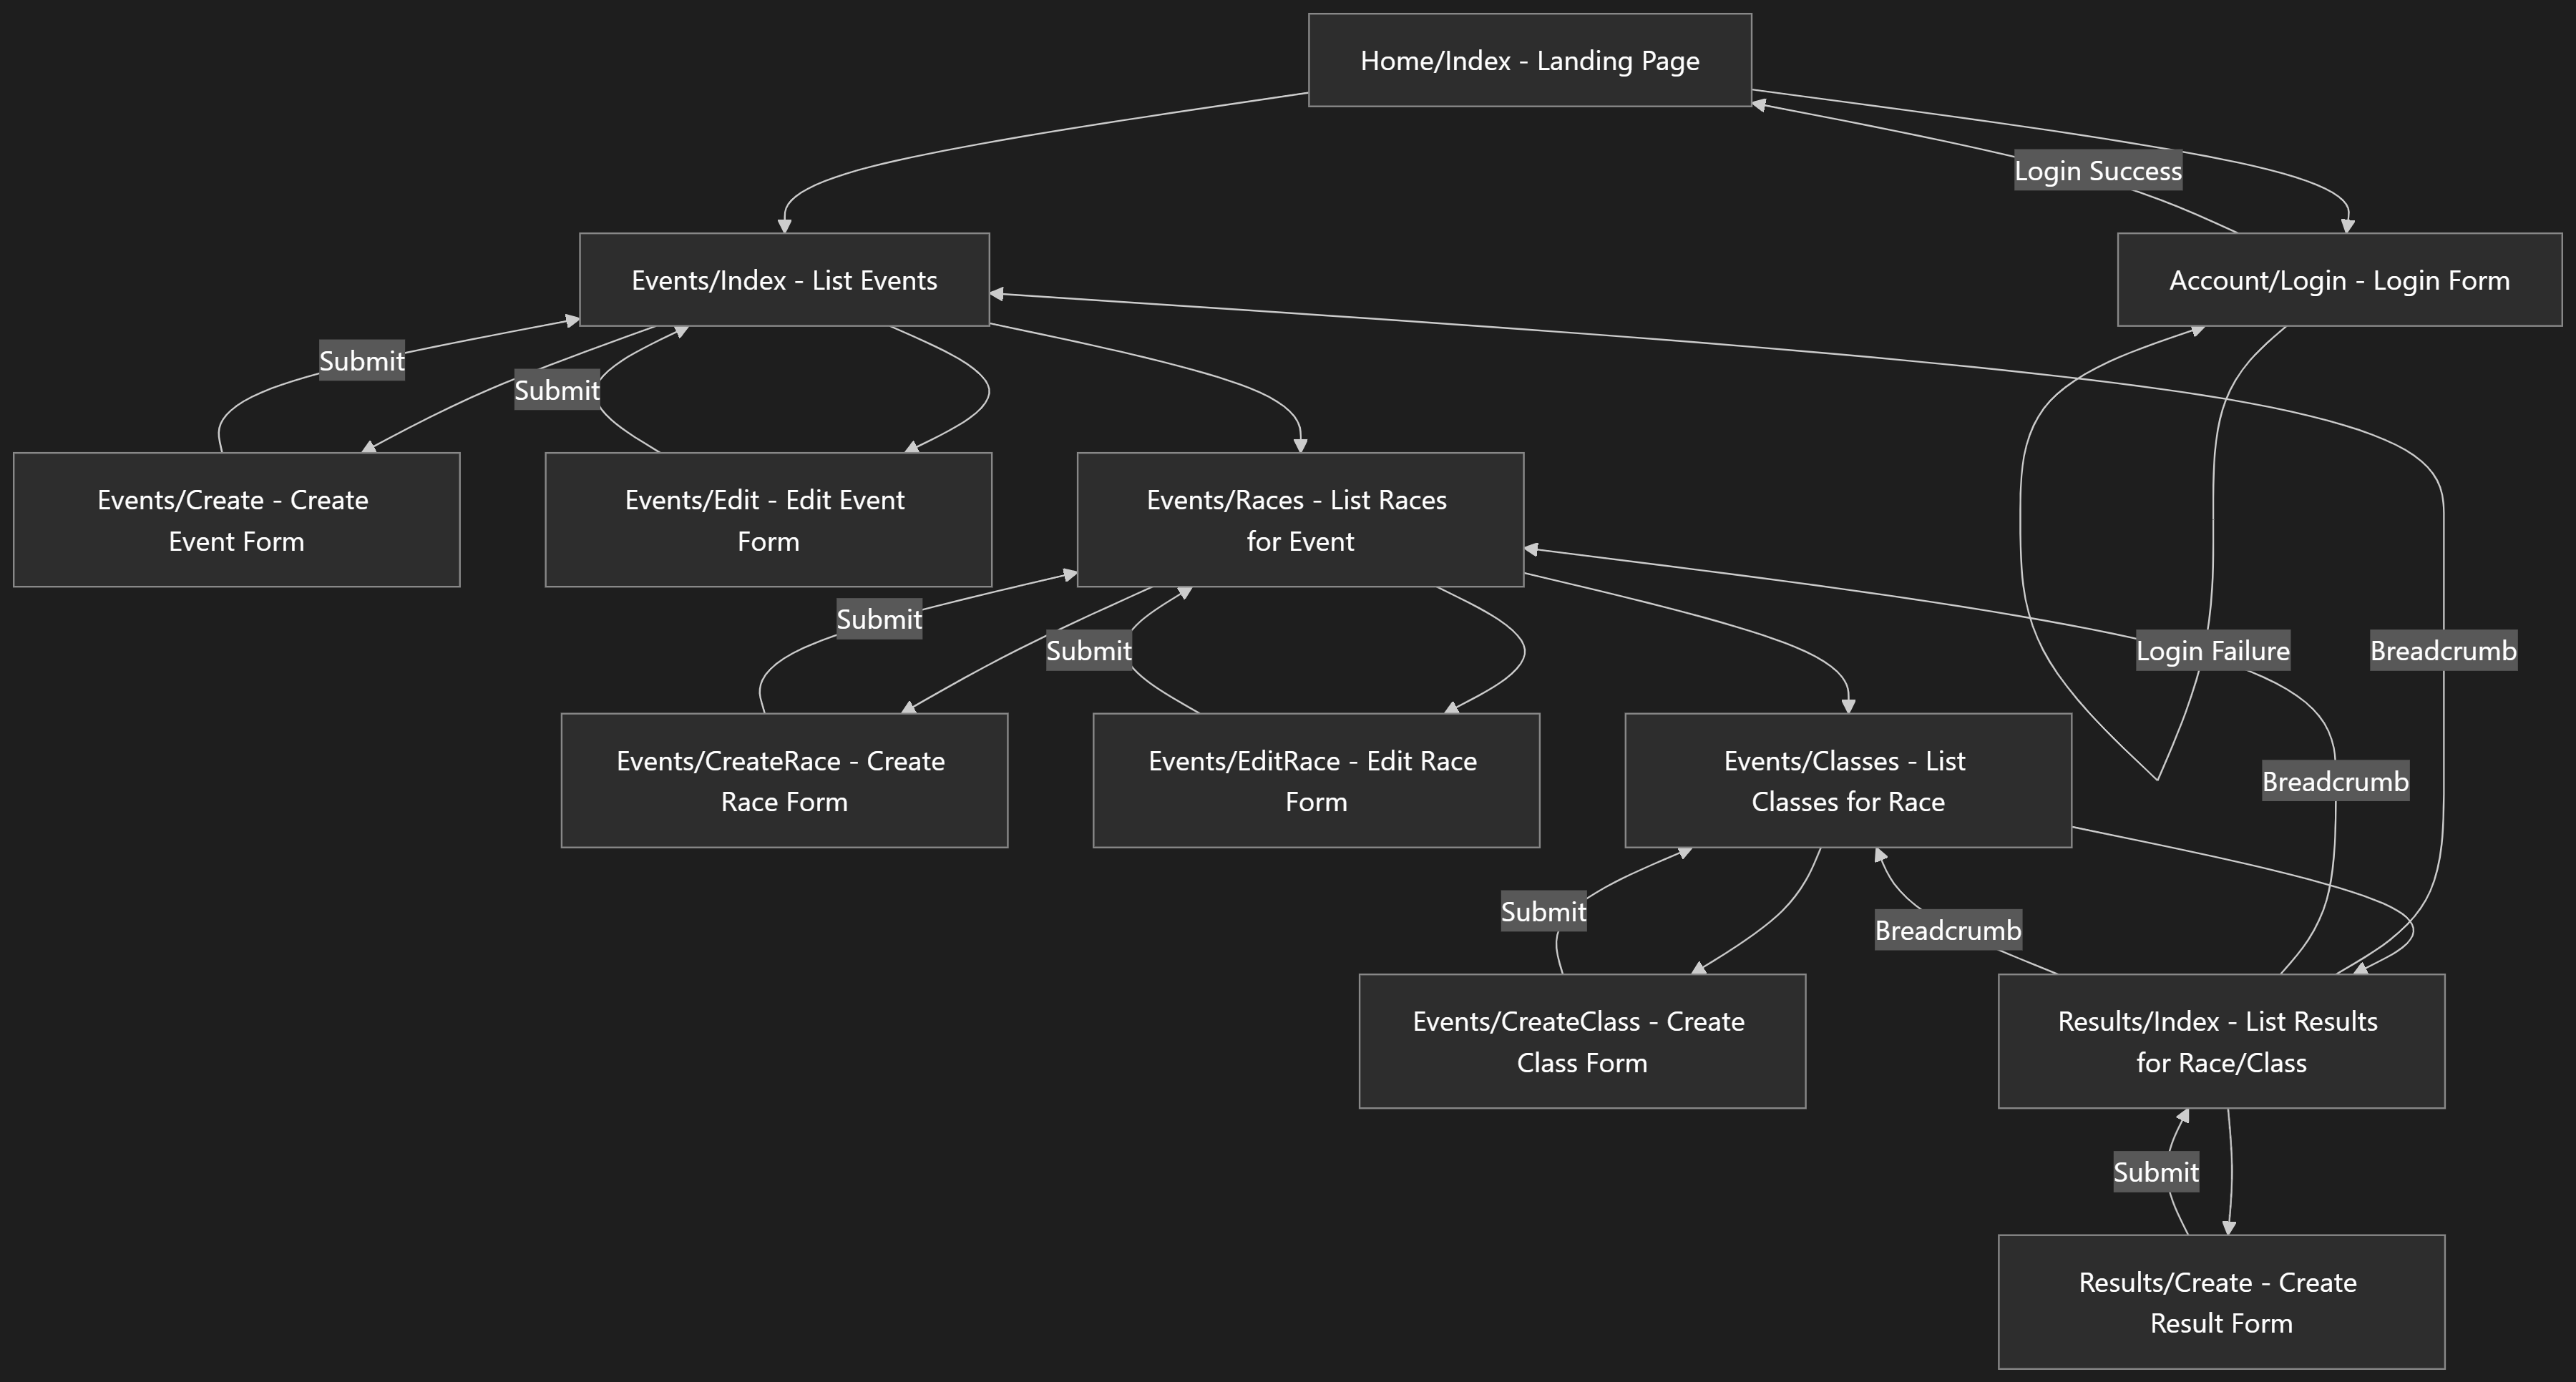 Home/Index - Landing Page
Login Success
Events/Index - List Events
Account/Login - Login Form
Submit
Submit
Events/Create - Create
Event Form
Events/Edit - Edit Event
Form
Events/Races - List Races
for Event
Submit
Submit
Login Failure
Breadcrumb
Events/CreateRace - Create
Race Form
Events/EditRace - Edit Race
Form
Events/Classes - List
Classes for Race
Breadcrumb
Submit
Breadcrumb
Events/CreateClass - Create
Class Form
Results/Index - List Results
for Race/Class
Submit
Results/Create - Create
Result Form